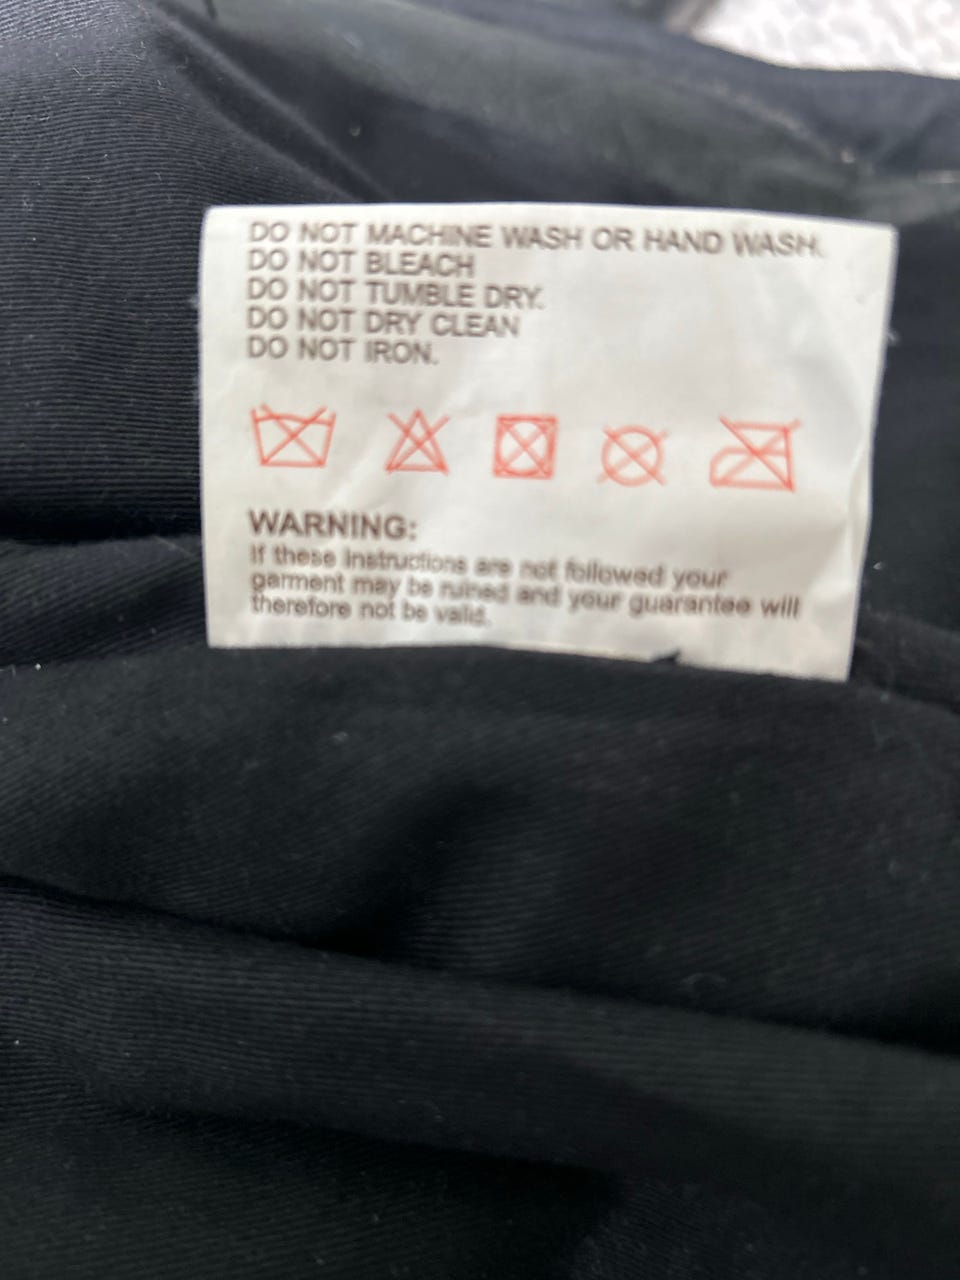 DO NOT MACHINE WASH OR HAND WASH.
DO NOT BLEACH
DO NOT TUMBLE DRY.
DO NOT DRY CLEAN
DO NOT IRON.
WARNING:
If these instructions are not followed your
garment may be ruined and your guarantee will
therefore not be valid.